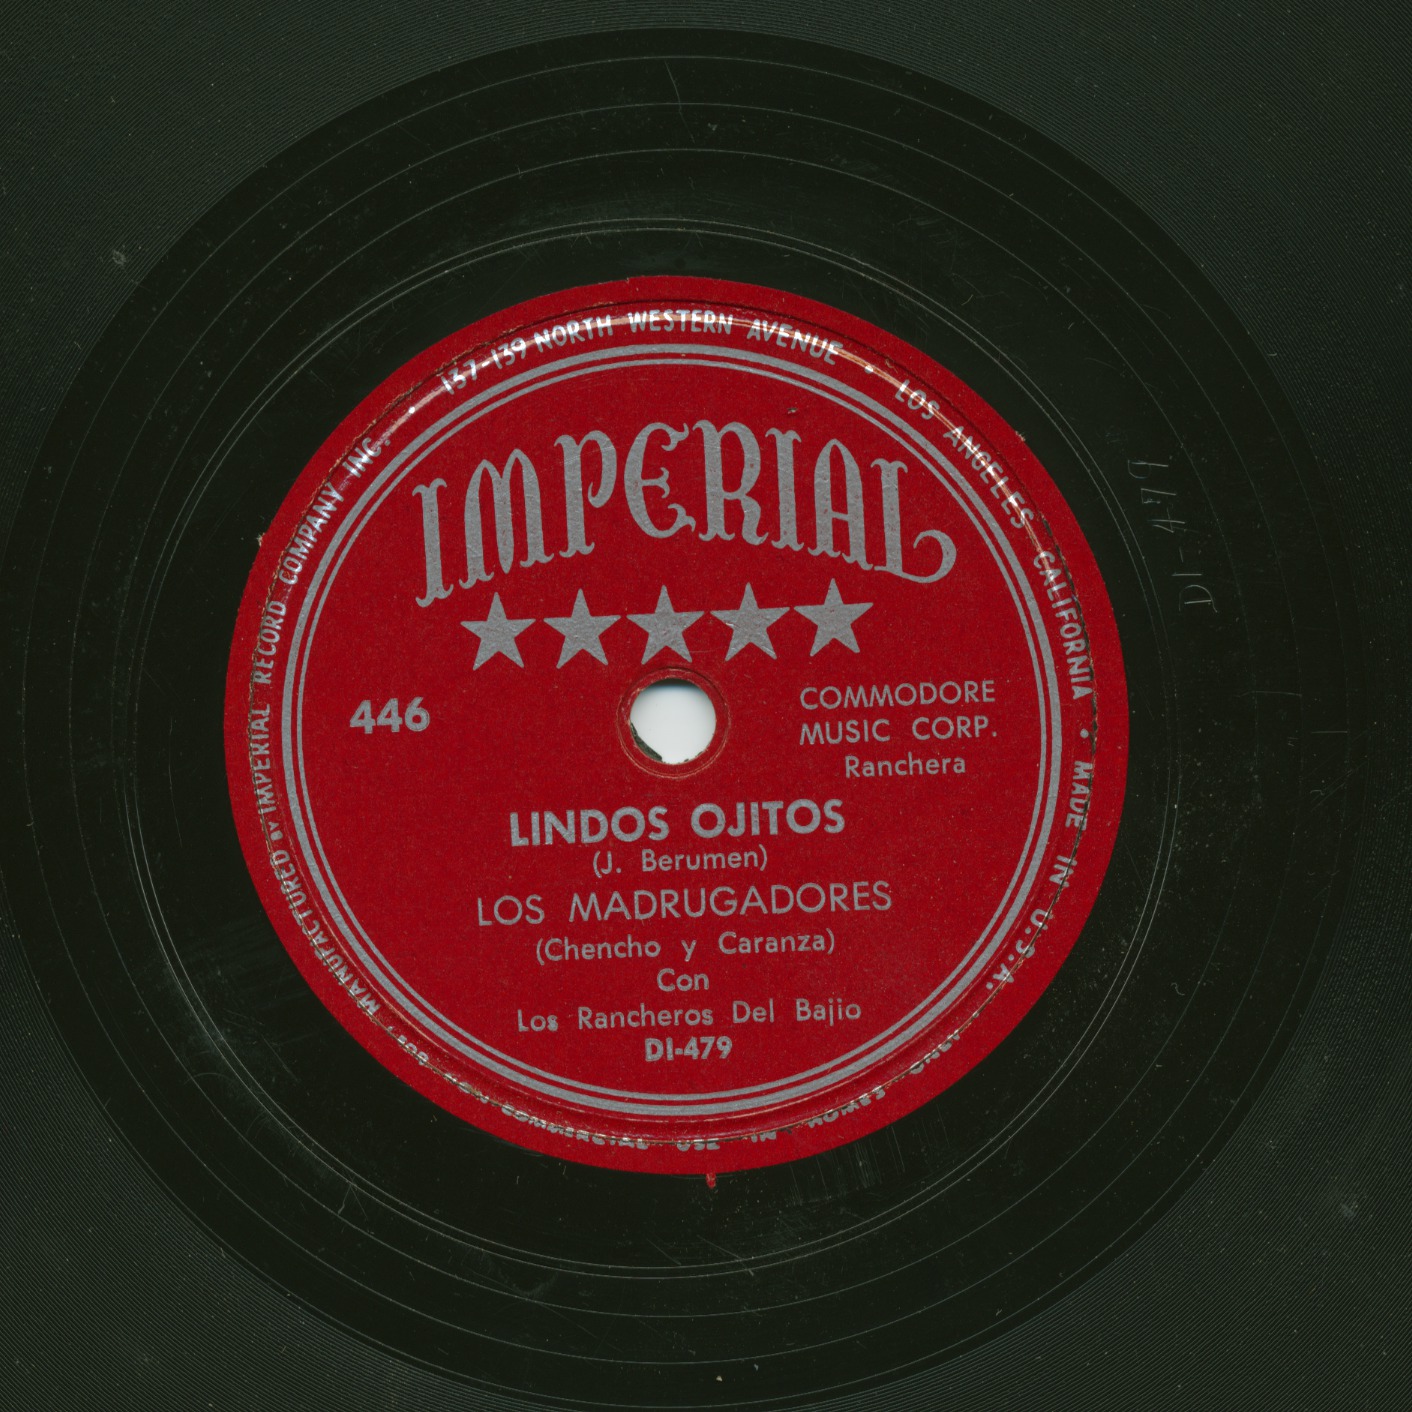 MANUFACTURED BY IMPERIAL RECORD COMPANY INC., • 137-139 NORTH WESTERN AVENUE • LOS ANGELES CALIFORNIA • MADE IN U.S.A.
IMPERIAL
446
COMMODORE
MUSIC CORP.
Ranchera
LINDOS OJITOS
(J. Berumen)
LOS MADRUGADORES
(Chencho y Caranza)
Con
Los Rancheros Del Bajio
DI-479
USE
DI-479